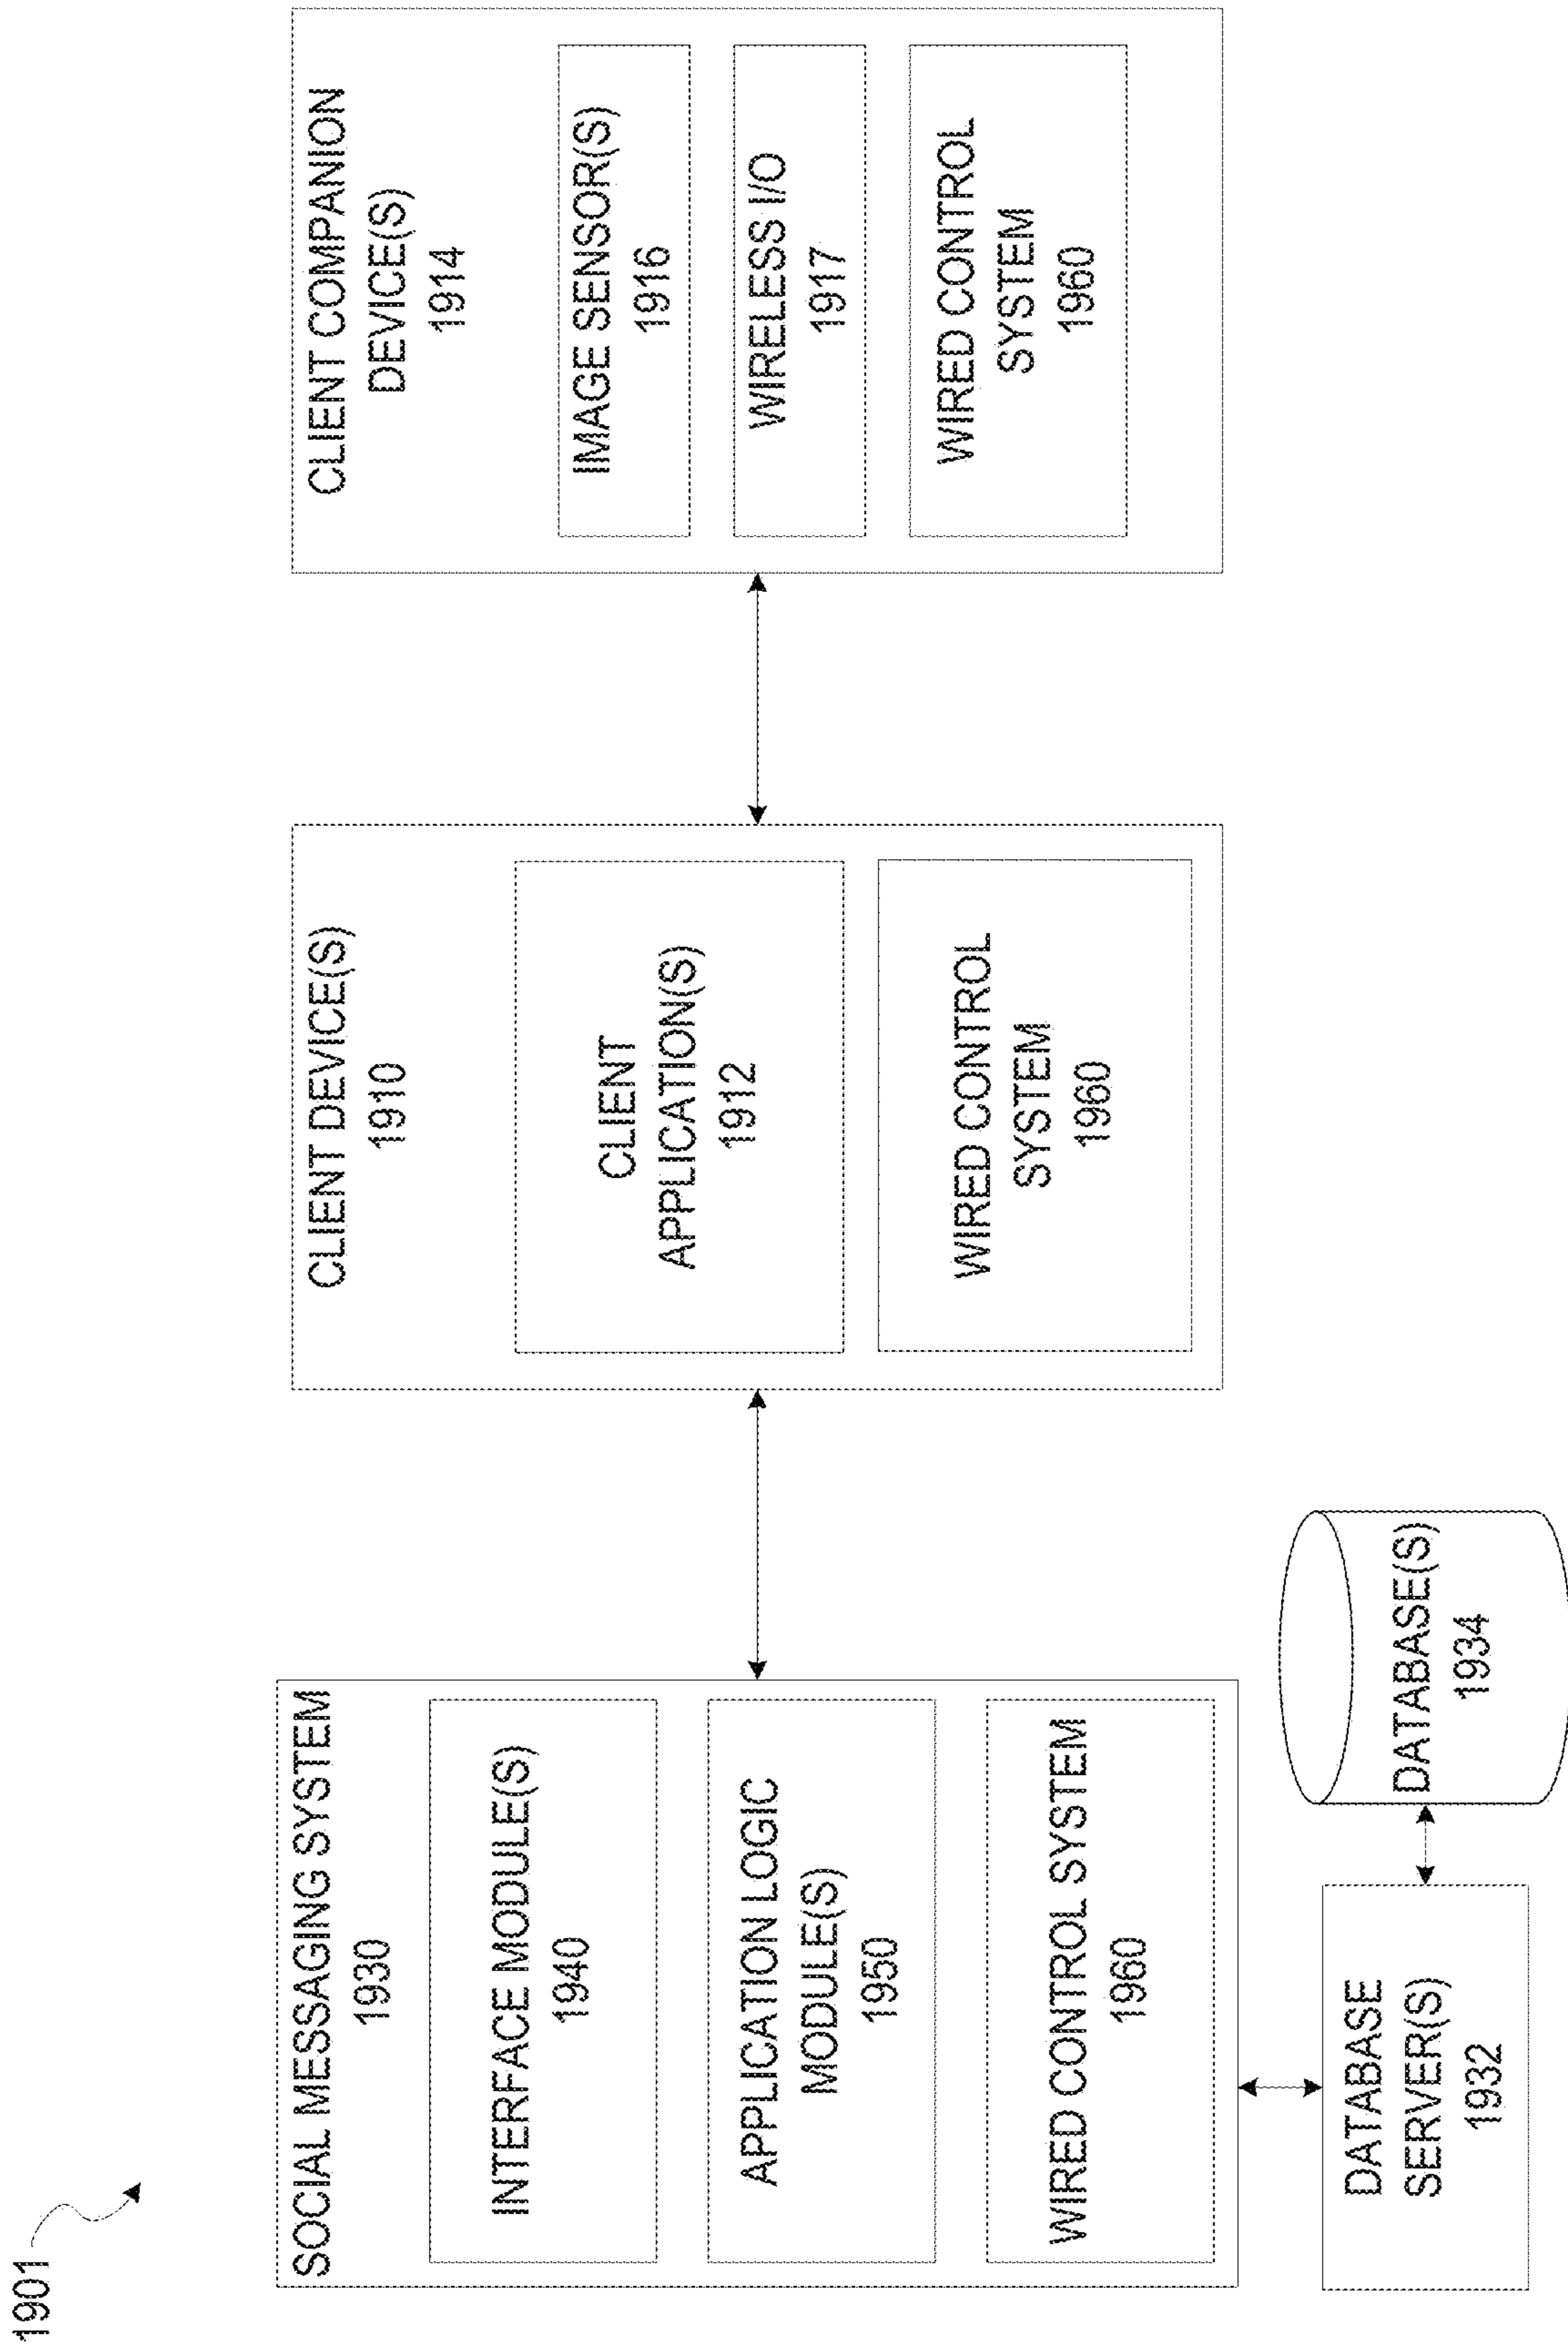 1901
SOCIAL MESSAGING SYSTEM
1930
INTERFACE MODULE(S)
1940
APPLICATION LOGIC
MODULE(S)
1950
WIRED CONTROL SYSTEM
1960
DATABASE
SERVER(S)
1932
DATABASE(S)
1934
CLIENT DEVICE(S)
1910
CLIENT
APPLICATION(S)
1912
WIRED CONTROL
SYSTEM
1960
CLIENT COMPANION
DEVICE(S)
1914
IMAGE SENSOR(S)
1916
WIRELESS I/O
1917
WIRED CONTROL
SYSTEM
1960